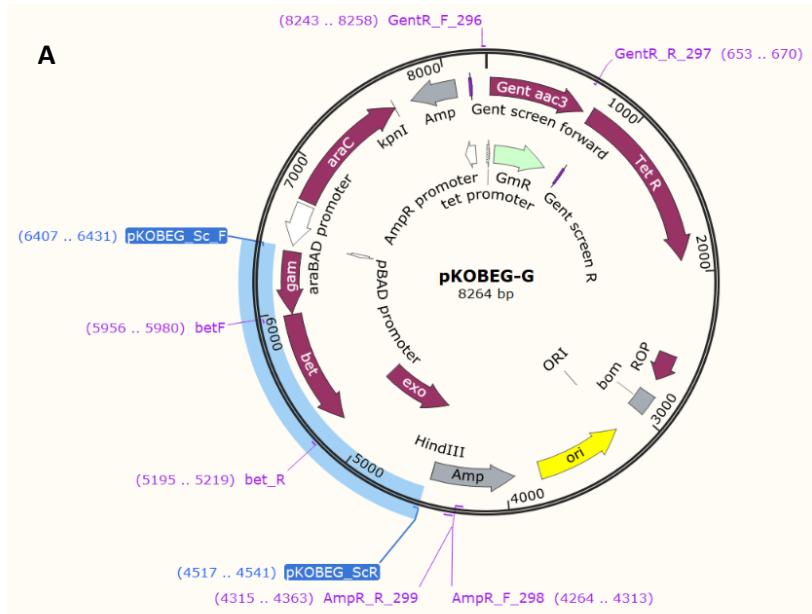 A
(8243 .. 8258) GentR_F_296
GentR_R_297 (653 .. 670)
8000
Amp
Gent aac3
Gent screen forward
1000
Tet R
kpnI
araC
7000
AmpR promoter
tet promoter
GmR
Gent screen R
2000
araBAD promoter
(6407 .. 6431) pKOBEG_Sc_F
gam
pBAD promoter
pKOBEG-G
8264 bp
(5956 .. 5980) betF
6000
bet
exo
ORI
bom
ROP
3000
HindIII
Amp
ori
4000
5000
(5195 .. 5219) bet_R
(4517 .. 4541) pKOBEG_ScR
(4315 .. 4363) AmpR_R_299
AmpR_F_298 (4264 .. 4313)